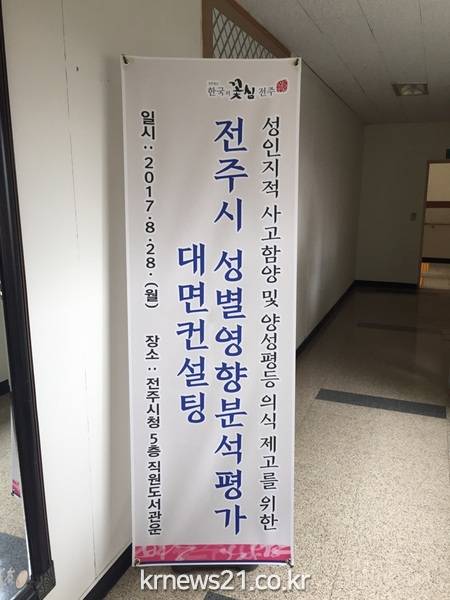 한국의 꽃심 전주
성인지적 사고함양 및 양성평등 의식 제고를 위한
전주시 성별영향분석평가
대면컨설팅
일시 : 2017. 8. 28. (월) 장소 : 전주시청 5층 직원도서관운
krnews21.co.kr